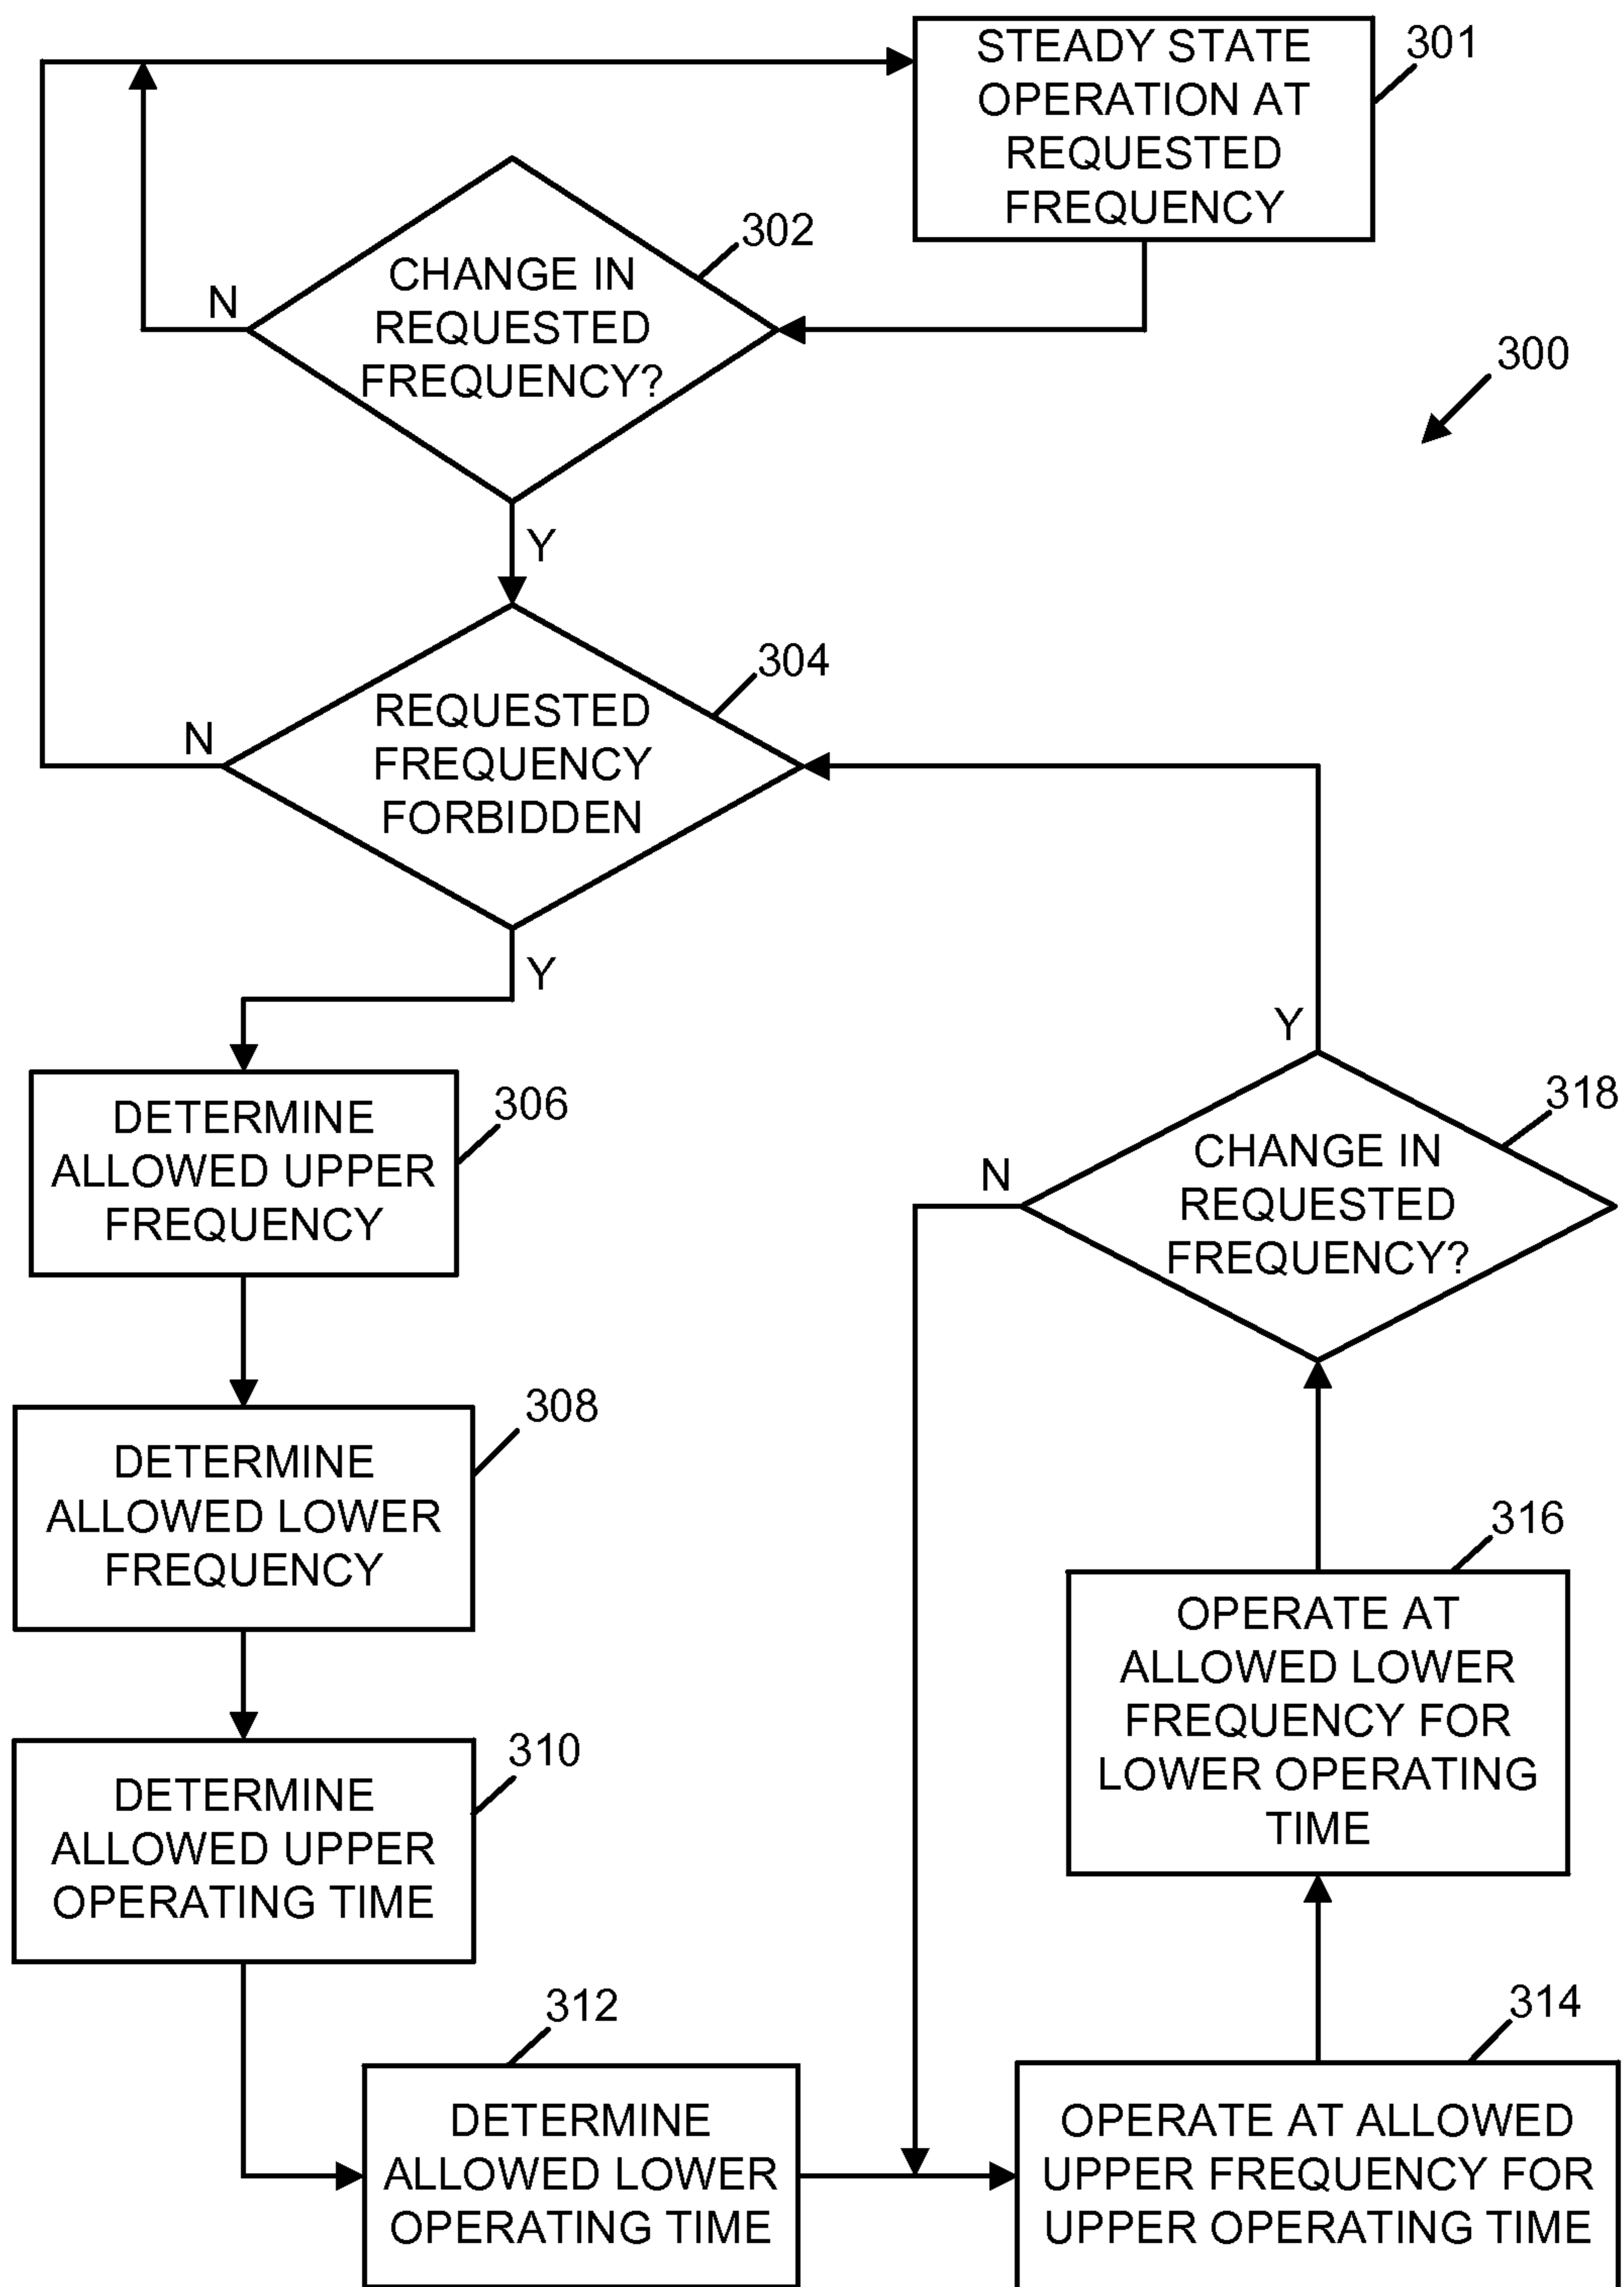 STEADY STATE
OPERATION AT
REQUESTED
FREQUENCY
301
CHANGE IN
REQUESTED
FREQUENCY?
302
N
Y
300
REQUESTED
FREQUENCY
FORBIDDEN
304
N
Y
DETERMINE
ALLOWED UPPER
FREQUENCY
306
DETERMINE
ALLOWED LOWER
FREQUENCY
308
DETERMINE
ALLOWED UPPER
OPERATING TIME
310
DETERMINE
ALLOWED LOWER
OPERATING TIME
312
OPERATE AT ALLOWED
UPPER FREQUENCY FOR
UPPER OPERATING TIME
314
OPERATE AT
ALLOWED LOWER
FREQUENCY FOR
LOWER OPERATING
TIME
316
CHANGE IN
REQUESTED
FREQUENCY?
318
Y
N